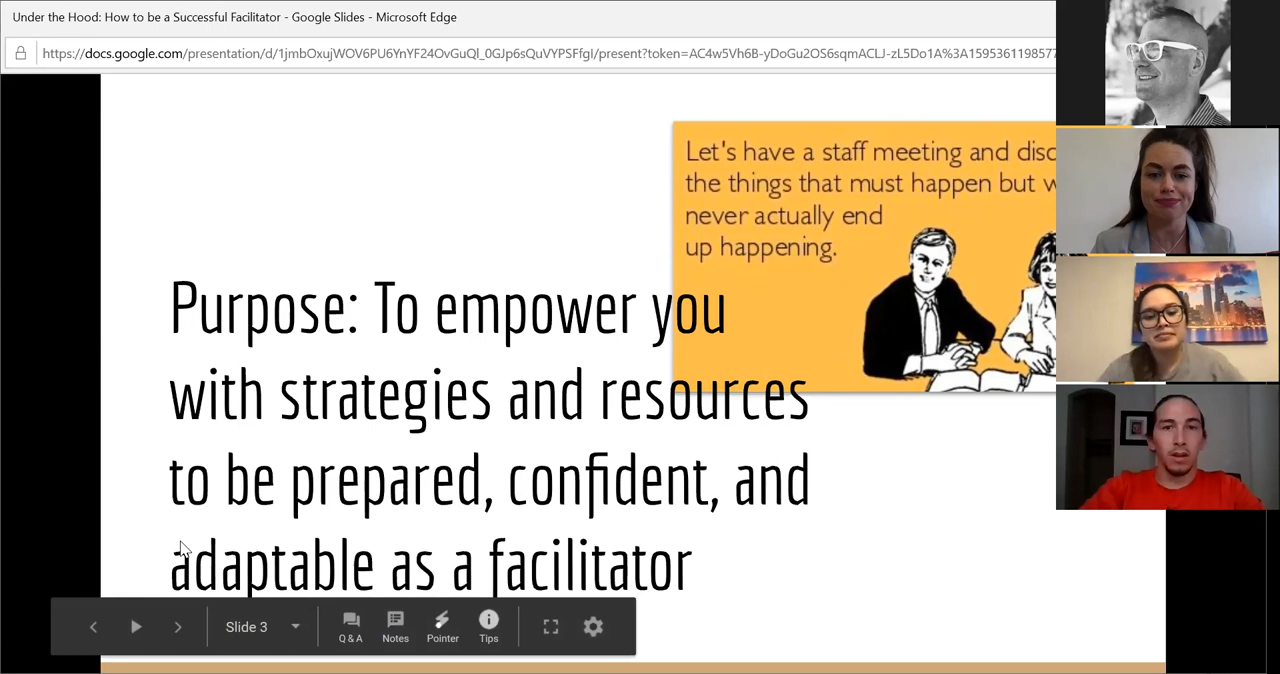 Under the Hood: How to be a Successful Facilitator - Google Slides - Microsoft Edge
https://docs.google.com/presentation/d/1jmbOxujWOV6PU6YnYF24OvGuQl_0GJp6sQuVYPSFfgI/present?token=AC4w5Vh6B-yDoGu2OS6sqmACLJ-zL5Do1A%3A1595361198577
Let's have a staff meeting and disc
the things that must happen but w
never actually end
up happening.
Purpose: To empower you
with strategies and resources
to be prepared, confident, and
adaptable as a facilitator
Slide 3
Q & A
Notes
Pointer
Tips